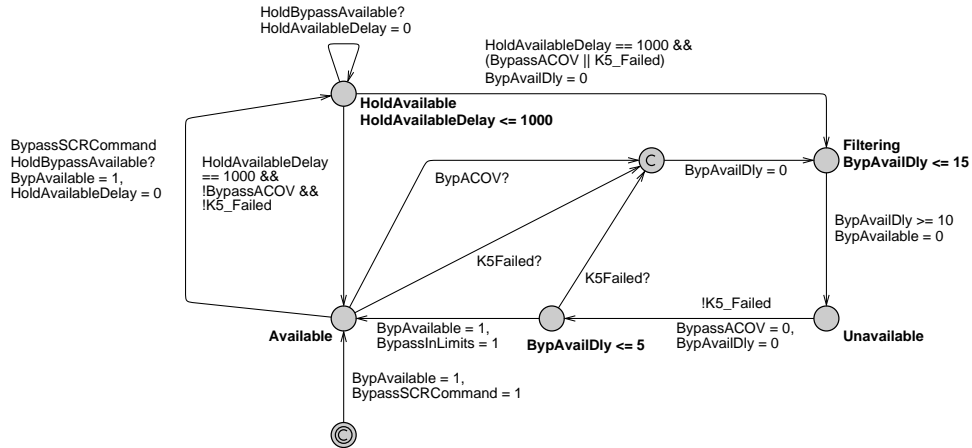 HoldBypassAvailable?
HoldAvailableDelay = 0
HoldAvailableDelay == 1000 &&
(BypassACOV || K5_Failed)
BypAvailDly = 0
HoldAvailable
HoldAvailableDelay <= 1000
BypassSCRCommand
HoldBypassAvailable?
BypAvailable = 1,
HoldAvailableDelay = 0
HoldAvailableDelay
== 1000 &&
!BypassACOV &&
!K5_Failed
BypACOV?
C
BypAvailDly = 0
Filtering
BypAvailDly <= 15
BypAvailDly >= 10
BypAvailable = 0
K5Failed?
K5Failed?
!K5_Failed
Available
BypAvailable = 1,
BypassInLimits = 1
BypAvailDly <= 5
BypassACOV = 0,
BypAvailDly = 0
Unavailable
BypAvailable = 1,
BypassSCRCommand = 1
C